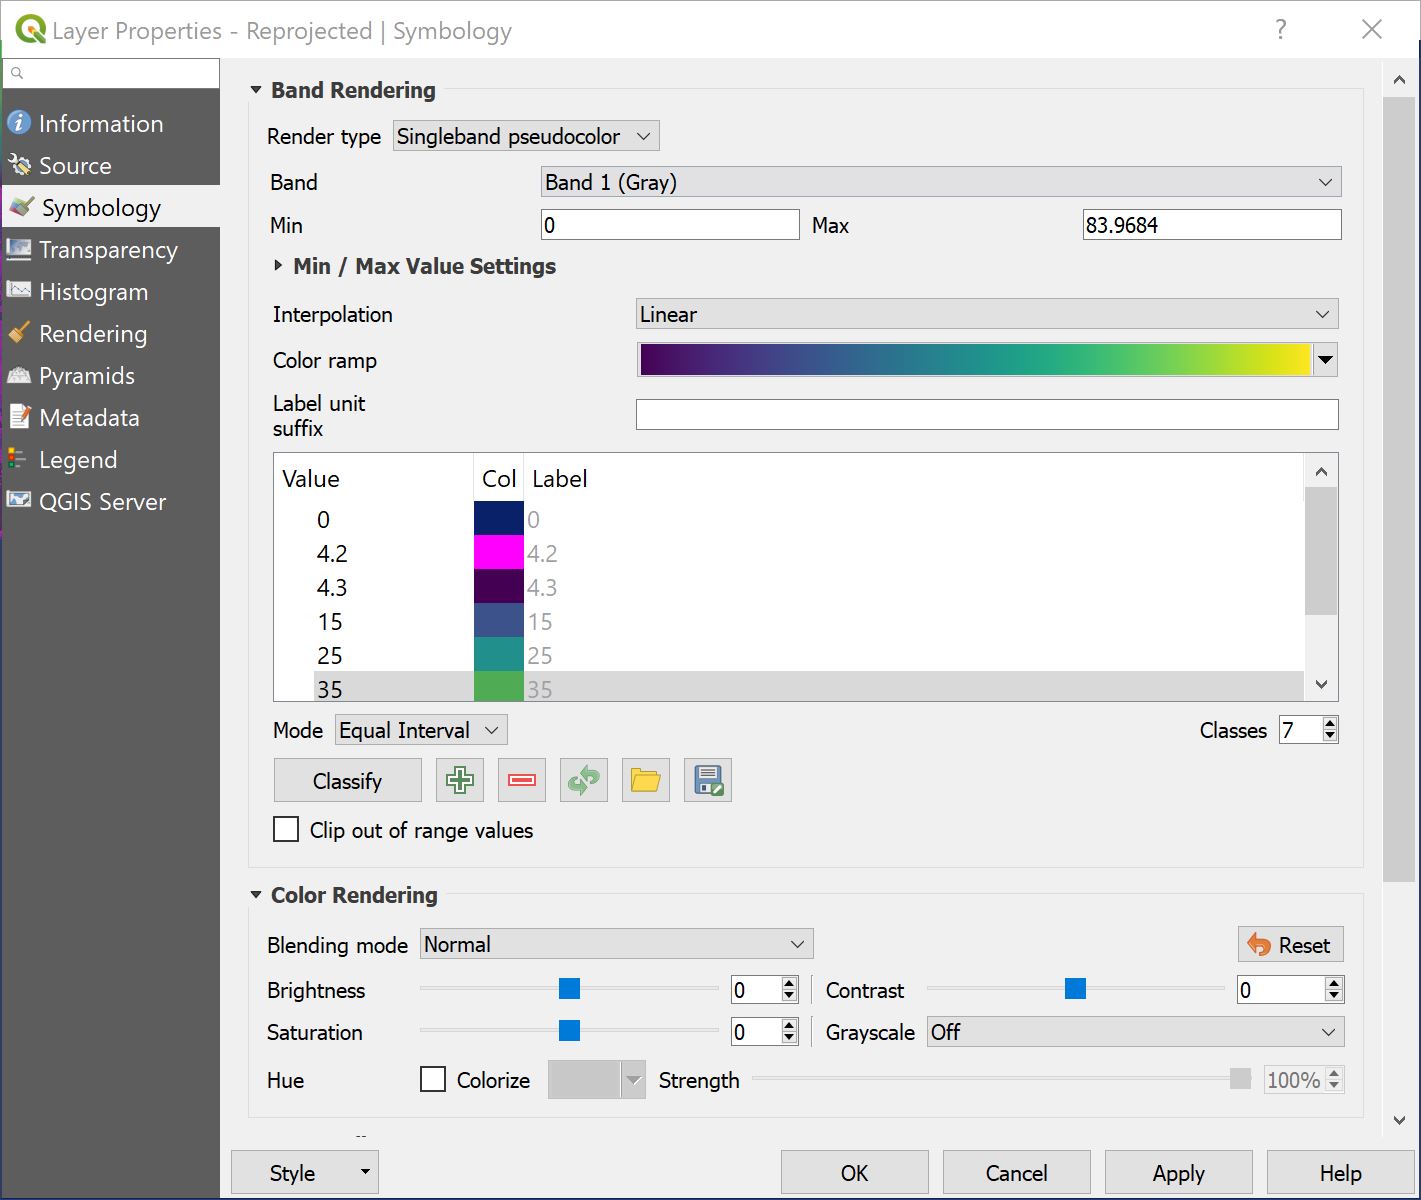 Layer Properties - Reprojected | Symbology ?
Information
Source
Symbology
Transparency
Histogram
Rendering
Pyramids
Metadata
Legend
QGIS Server
Band Rendering
Render type Singleband pseudocolor
Band Band 1 (Gray)
Min 0 Max 83.9684
Min / Max Value Settings
Interpolation Linear
Color ramp
Label unit
suffix
Value Col Label
0 0
4.2 4.2
4.3 4.3
15 15
25 25
35 35
Mode Equal Interval Classes 7
Classify
Clip out of range values
Color Rendering
Blending mode Normal Reset
Brightness 0 Contrast 0
Saturation 0 Grayscale Off
Hue Colorize Strength 100%
Style OK Cancel Apply Help